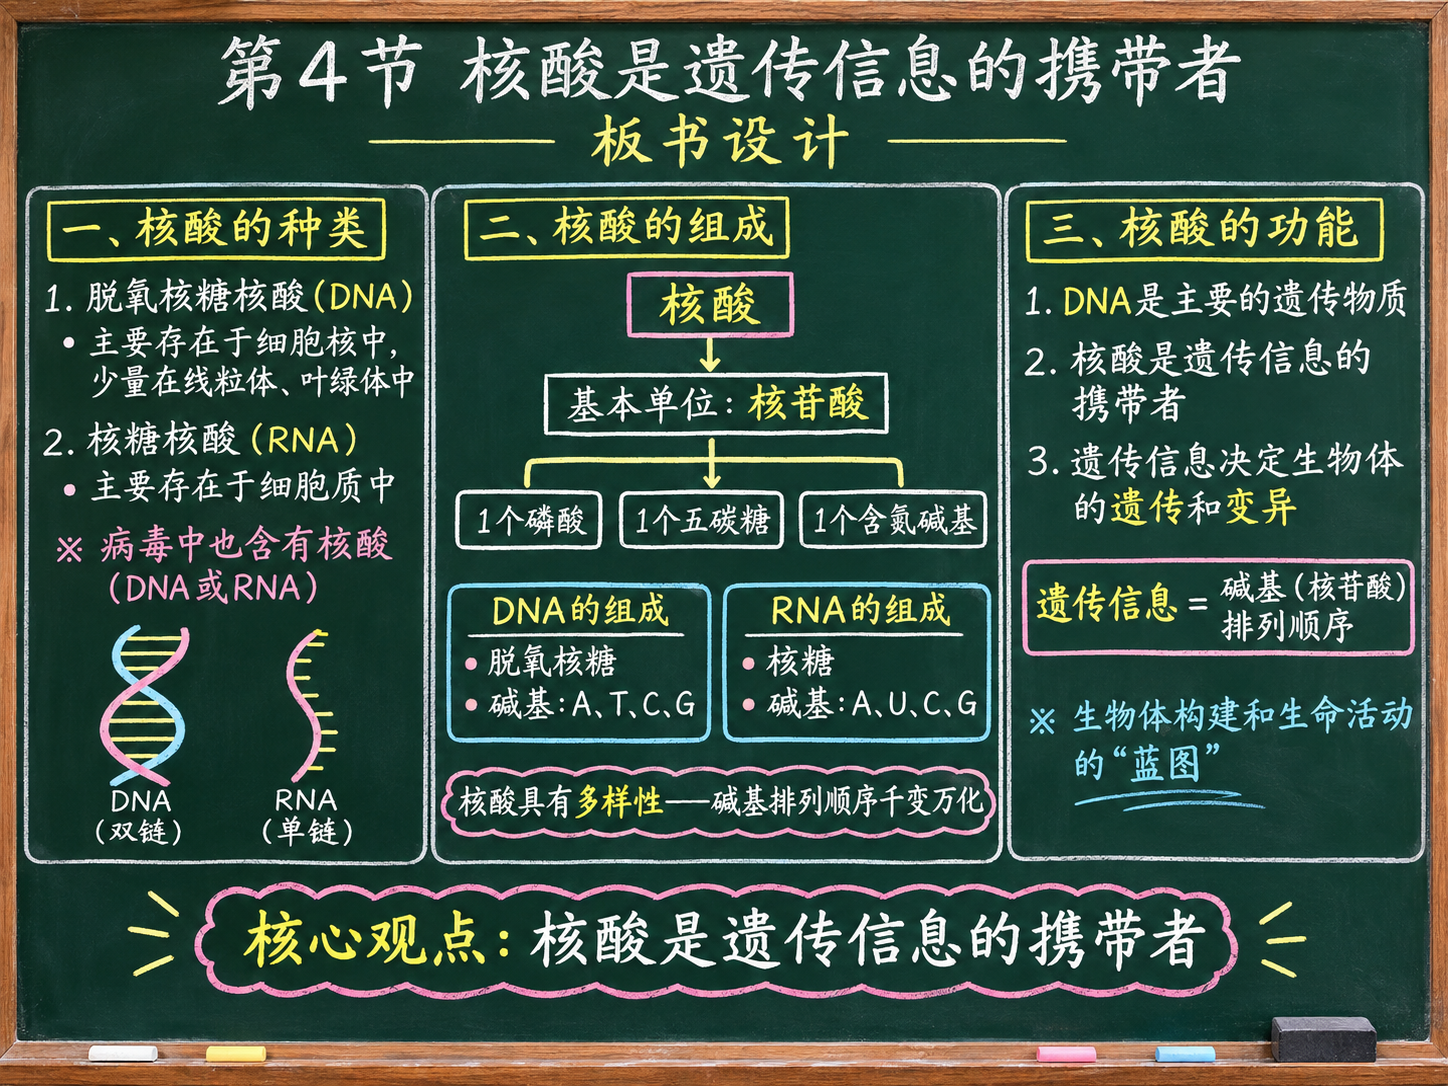 第4节 核酸是遗传信息的携带者
板书设计
一、核酸的种类
1. 脱氧核糖核酸(DNA)
• 主要存在于细胞核中,
少量在线粒体、叶绿体中
2. 核糖核酸(RNA)
• 主要存在于细胞质中
※ 病毒中也含有核酸
(DNA或RNA)
DNA
(双链)
RNA
(单链)
二、核酸的组成
核酸
基本单位：核苷酸
1个磷酸
1个五碳糖
1个含氮碱基
DNA的组成
• 脱氧核糖
• 碱基：A、T、C、G
RNA的组成
• 核糖
• 碱基：A、U、C、G
核酸具有多样性——碱基排列顺序千变万化
三、核酸的功能
1. DNA是主要的遗传物质
2. 核酸是遗传信息的
携带者
3. 遗传信息决定生物体
的遗传和变异
遗传信息 = 碱基(核苷酸)
排列顺序
※ 生物体构建和生命活动
的“蓝图”
核心观点：核酸是遗传信息的携带者